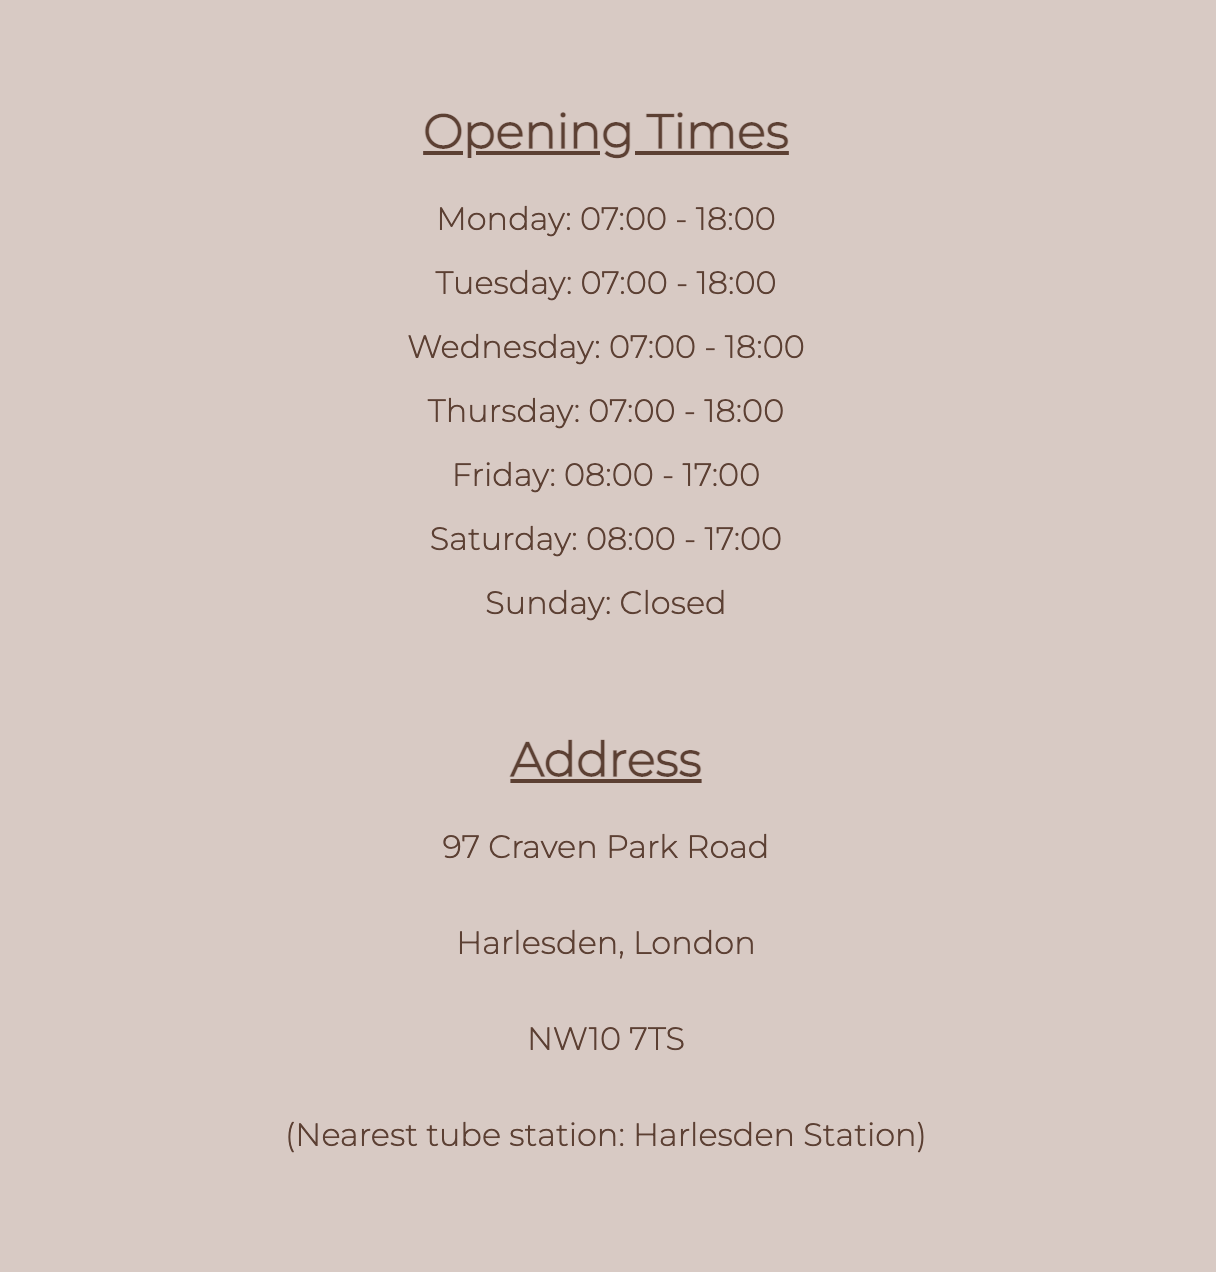 Opening Times
Monday: 07:00 - 18:00
Tuesday: 07:00 - 18:00
Wednesday: 07:00 - 18:00
Thursday: 07:00 - 18:00
Friday: 08:00 - 17:00
Saturday: 08:00 - 17:00
Sunday: Closed
Address
97 Craven Park Road
Harlesden, London
NW10 7TS
(Nearest tube station: Harlesden Station)